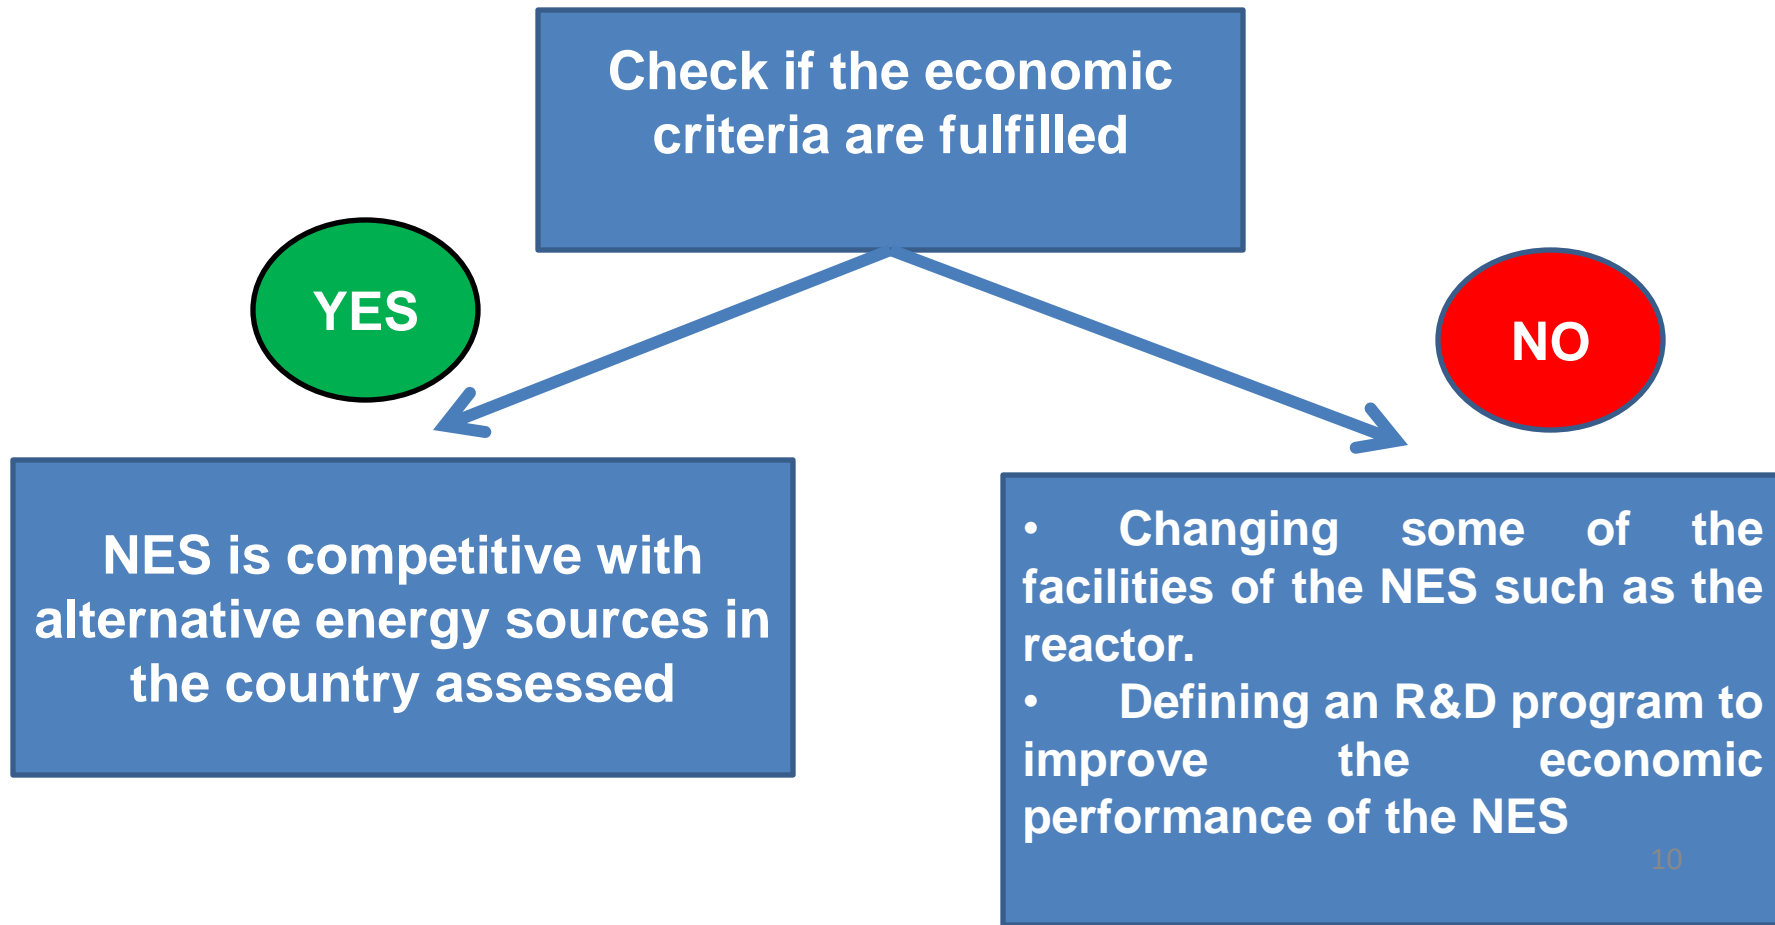 Check if the economic
criteria are fulfilled
YES
NO
NES is competitive with
alternative energy sources in
the country assessed
• Changing some of the
facilities of the NES such as the
reactor.
• Defining an R&D program to
improve the economic
performance of the NES
10